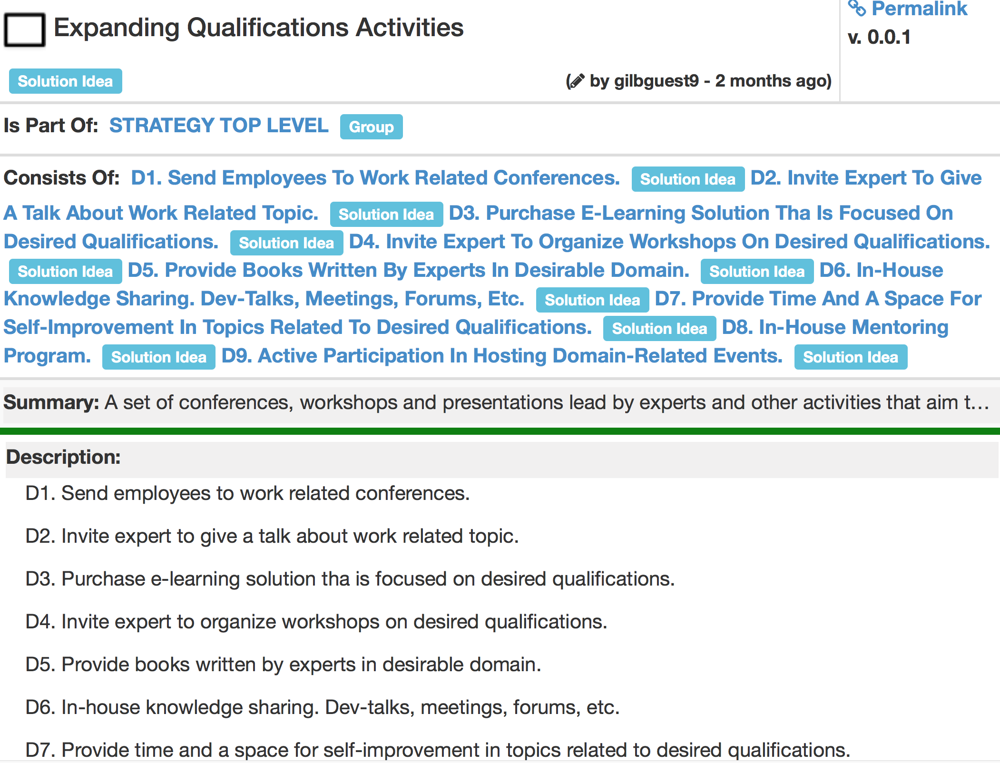 Expanding Qualifications Activities
Permalink
v. 0.0.1
Solution Idea
(by gilbguest9 - 2 months ago)
Is Part Of: STRATEGY TOP LEVEL Group
Consists Of: D1. Send Employees To Work Related Conferences. Solution Idea D2. Invite Expert To Give
A Talk About Work Related Topic. Solution Idea D3. Purchase E-Learning Solution Tha Is Focused On
Desired Qualifications. Solution Idea D4. Invite Expert To Organize Workshops On Desired Qualifications.
Solution Idea D5. Provide Books Written By Experts In Desirable Domain. Solution Idea D6. In-House
Knowledge Sharing. Dev-Talks, Meetings, Forums, Etc. Solution Idea D7. Provide Time And A Space For
Self-Improvement In Topics Related To Desired Qualifications. Solution Idea D8. In-House Mentoring
Program. Solution Idea D9. Active Participation In Hosting Domain-Related Events. Solution Idea
Summary: A set of conferences, workshops and presentations lead by experts and other activities that aim t...
Description:
D1. Send employees to work related conferences.
D2. Invite expert to give a talk about work related topic.
D3. Purchase e-learning solution tha is focused on desired qualifications.
D4. Invite expert to organize workshops on desired qualifications.
D5. Provide books written by experts in desirable domain.
D6. In-house knowledge sharing. Dev-talks, meetings, forums, etc.
D7. Provide time and a space for self-improvement in topics related to desired qualifications.